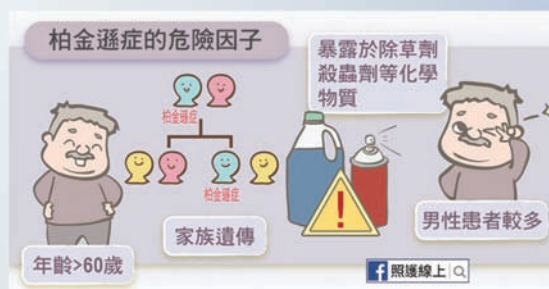 柏金遜症的危險因子
暴露於除草劑
殺蟲劑等化學
物質
柏金遜症
柏金遜症
年齡>60歲
家族遺傳
男性患者較多
f 照護線上